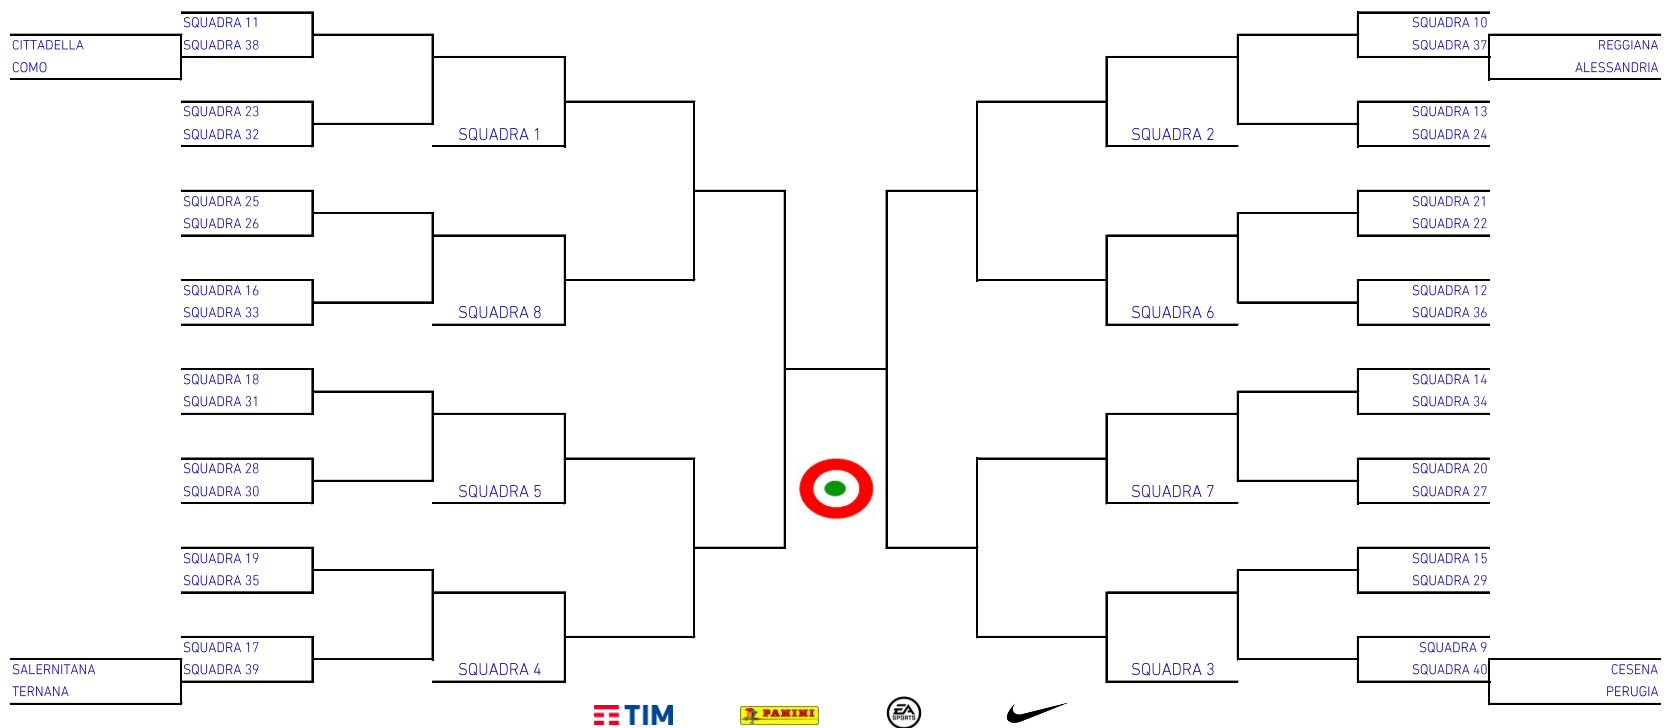 SQUADRA 11
CITTADELLA
SQUADRA 38
COMO
SQUADRA 23
SQUADRA 32
SQUADRA 1
SQUADRA 25
SQUADRA 26
SQUADRA 16
SQUADRA 33
SQUADRA 8
SQUADRA 18
SQUADRA 31
SQUADRA 28
SQUADRA 30
SQUADRA 5
SQUADRA 19
SQUADRA 35
SQUADRA 17
SALERNITANA
SQUADRA 39
SQUADRA 4
TERNANA
SQUADRA 10
SQUADRA 37
REGGIANA
ALESSANDRIA
SQUADRA 13
SQUADRA 2
SQUADRA 24
SQUADRA 21
SQUADRA 22
SQUADRA 12
SQUADRA 6
SQUADRA 36
SQUADRA 14
SQUADRA 34
SQUADRA 20
SQUADRA 7
SQUADRA 27
SQUADRA 15
SQUADRA 29
SQUADRA 9
SQUADRA 3
SQUADRA 40
CESENA
PERUGIA
TIM
PANINI
EA
SPORTS